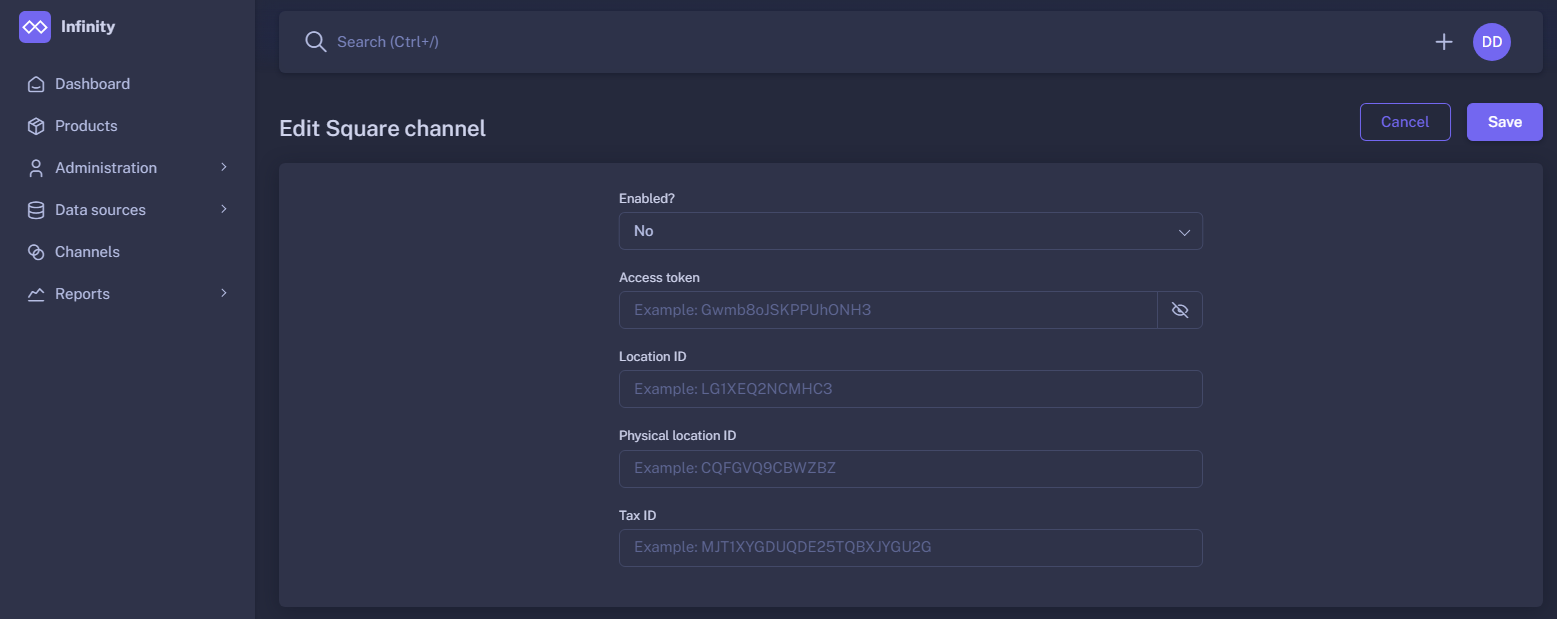 Infinity
Dashboard
Products
Administration
Data sources
Channels
Reports
Search (Ctrl+/)
DD
Edit Square channel
Cancel
Save
Enabled?
No
Access token
Example: Gwmb8oJSKPPUhONH3
Location ID
Example: LG1XEQ2NCMHC3
Physical location ID
Example: CQFGVQ9CBWZBZ
Tax ID
Example: MJT1XYGDUQDE25TQBXJYGU2G